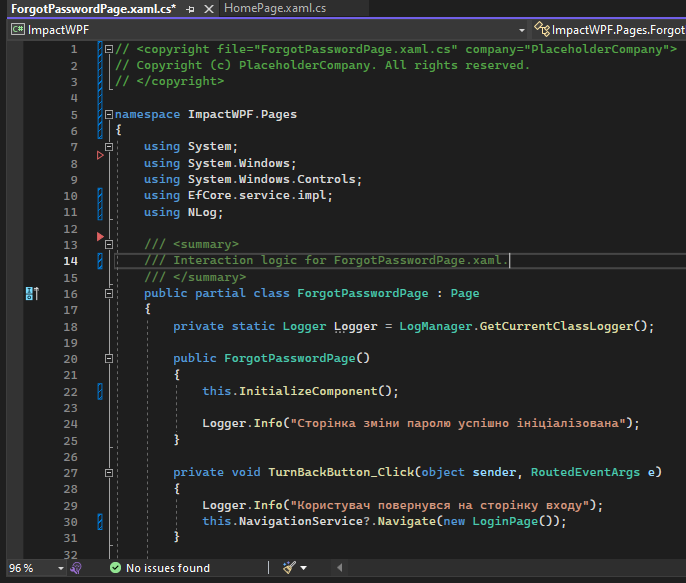 ForgotPasswordPage.xaml.cs*
HomePage.xaml.cs
C# ImpactWPF
ImpactWPF.Pages.Forgot
1 // <copyright file="ForgotPasswordPage.xaml.cs" company="PlaceholderCompany">
2 // Copyright (c) PlaceholderCompany. All rights reserved.
3 // </copyright>
4
5 namespace ImpactWPF.Pages
6 {
7 using System;
8 using System.Windows;
9 using System.Windows.Controls;
10 using EfCore.service.impl;
11 using NLog;
12
13 /// <summary>
14 /// Interaction logic for ForgotPasswordPage.xaml.
15 /// </summary>
16 public partial class ForgotPasswordPage : Page
17 {
18 private static Logger Logger = LogManager.GetCurrentClassLogger();
19
20 public ForgotPasswordPage()
21 {
22 this.InitializeComponent();
23
24 Logger.Info("Сторінка зміни паролю успішно ініціалізована");
25 }
26
27 private void TurnBackButton_Click(object sender, RoutedEventArgs e)
28 {
29 Logger.Info("Користувач повернувся на сторінку входу");
30 this.NavigationService?.Navigate(new LoginPage());
31 }
32
96 %
No issues found